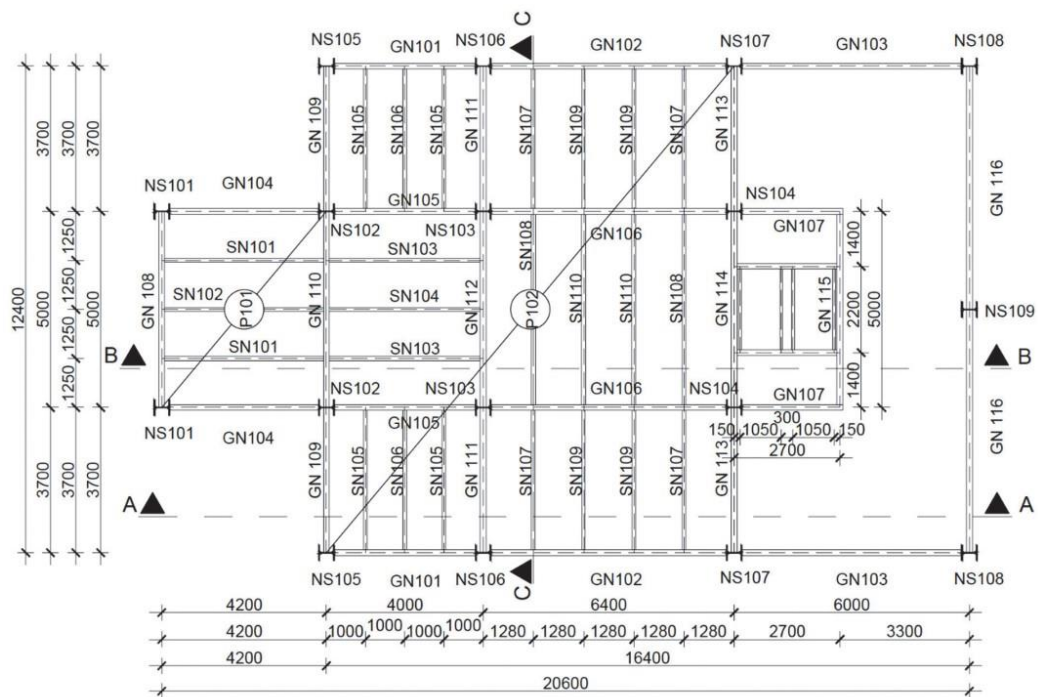 C
NS105 GN101 NS106 GN102 NS107 GN103 NS108
GN 109 SN105 SN106 SN105 GN 111 SN107 SN109 SN109 SN107 GN 113 GN 116
3700 3700 3700 3700
NS101 GN104 GN105 NS104
NS102 NS103 SN108 GN106 GN107
SN101 SN103
1250 1400
12400 5000 1250 5000 GN 108 SN102 P101 GN 110 SN104 GN 112 P102 SN110 SN110 SN108 GN 114 GN 115 2200 5000 NS109
1250
B SN101 SN103 B
1250 1400
NS102 NS103 GN106 NS104 GN107
NS101 GN104 GN105
300
150 1050 1050 150
2700
3700 3700 3700
GN 109 SN105 SN106 SN105 GN 111 SN107 SN109 SN109 SN107 GN 113 GN 116
A A
NS105 GN101 NS106 C GN102 NS107 GN103 NS108
4200 4000 6400 6000
4200 1000 1000 1000 1000 1280 1280 1280 1280 1280 2700 3300
4200 16400
20600